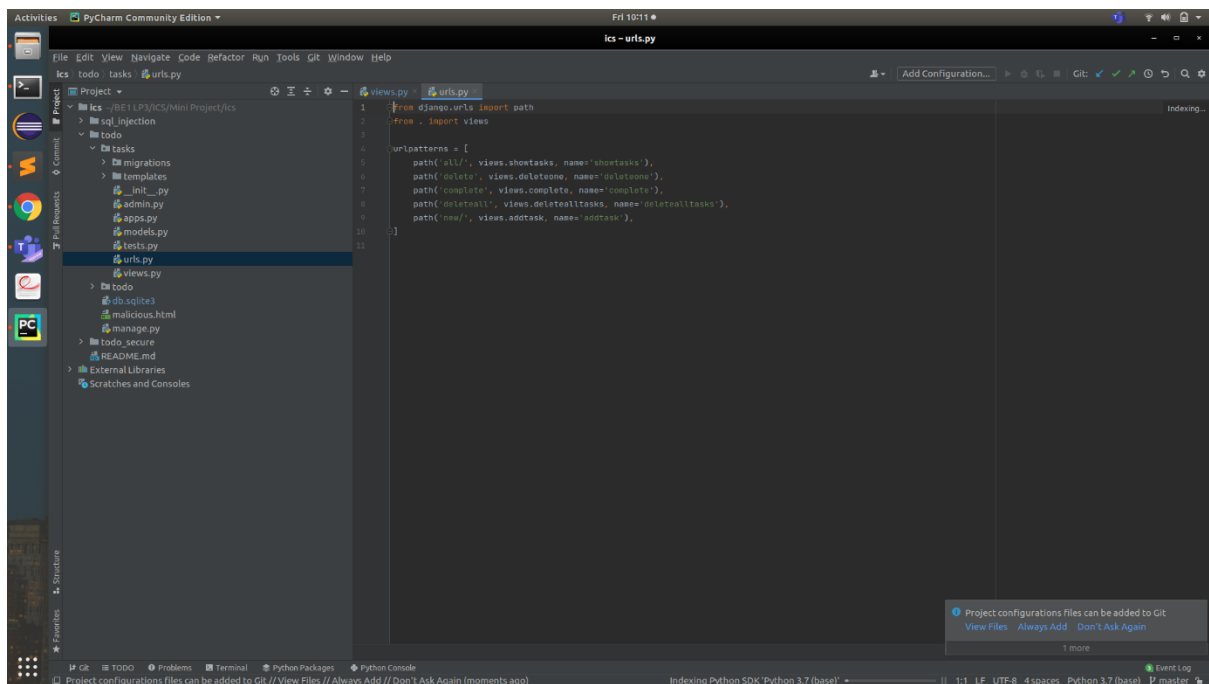 Activities PyCharm Community Edition Fri 10:11
ics – urls.py
File Edit View Navigate Code Refactor Run Tools Git Window Help
ics todo tasks urls.py Add Configuration... Git:
Project views.py urls.py
ics ~/BE1 LP3/ICS/Mini Project/ics
sql_injection
todo
tasks
migrations
templates
__init__.py
admin.py
apps.py
models.py
tests.py
urls.py
views.py
todo
db.sqlite3
malicious.html
manage.py
todo_secure
README.md
External Libraries
Scratches and Consoles
Project
Commit
Pull Requests
Structure
Favorites
1 from django.urls import path
2 from . import views
3
4 urlpatterns = [
5 path('all/', views.showtasks, name='showtasks'),
6 path('delete', views.deleteone, name='deleteone'),
7 path('complete', views.complete, name='complete'),
8 path('deleteall', views.deletealltasks, name='deletealltasks'),
9 path('new/', views.addtask, name='addtask'),
10 ]
11
Indexing...
Project configurations files can be added to Git
View Files Always Add Don't Ask Again
1 more
Git TODO Problems Terminal Python Packages Python Console Event Log
Project configurations files can be added to Git // View Files // Always Add // Don't Ask Again (moments ago) Indexing Python SDK 'Python 3.7 (base)' 1:1 LF UTF-8 4 spaces Python 3.7 (base) master